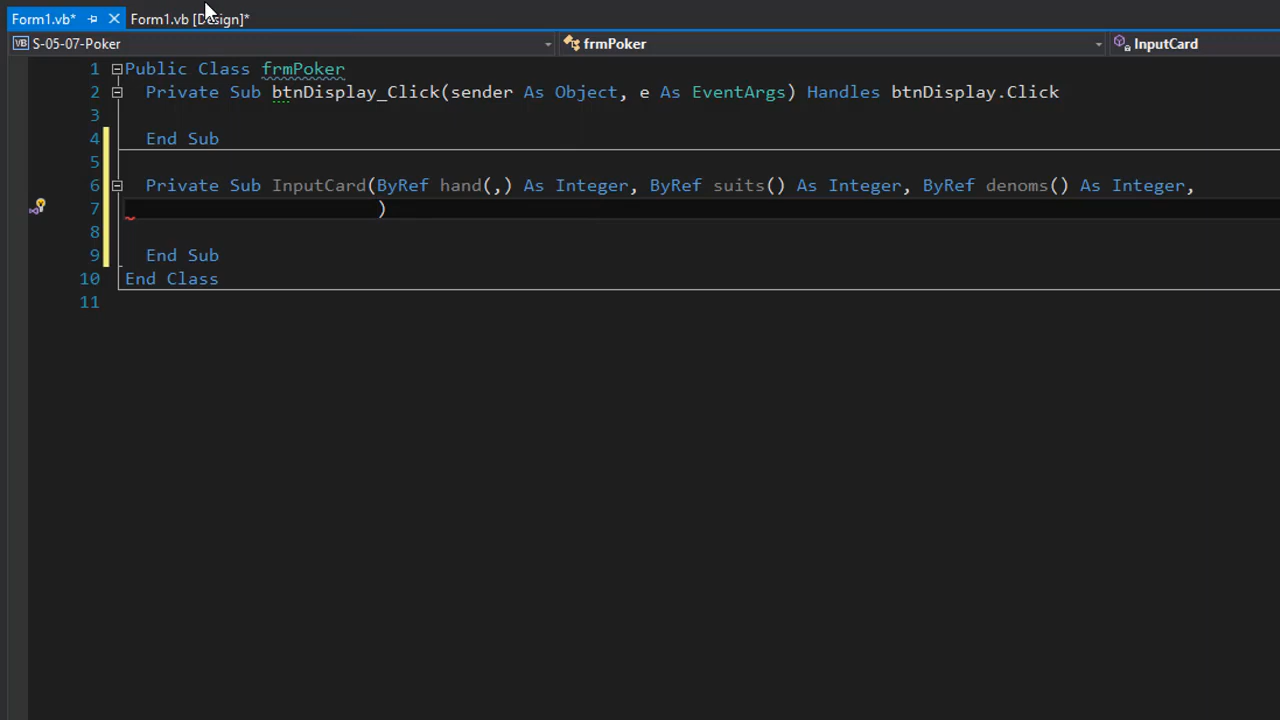 Form1.vb* Form1.vb [Design]*
VB S-05-07-Poker frmPoker InputCard
1 Public Class frmPoker
2 Private Sub btnDisplay_Click(sender As Object, e As EventArgs) Handles btnDisplay.Click
3
4 End Sub
5
6 Private Sub InputCard(ByRef hand(,) As Integer, ByRef suits() As Integer, ByRef denoms() As Integer,
7 )
8
9 End Sub
10 End Class
11